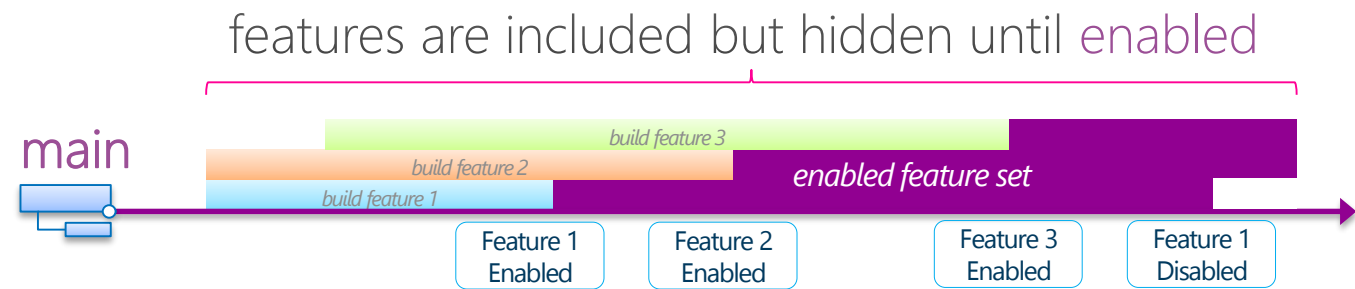 features are included but hidden until enabled
main
build feature 3
build feature 2
enabled feature set
build feature 1
Feature 1
Enabled
Feature 2
Enabled
Feature 3
Enabled
Feature 1
Disabled